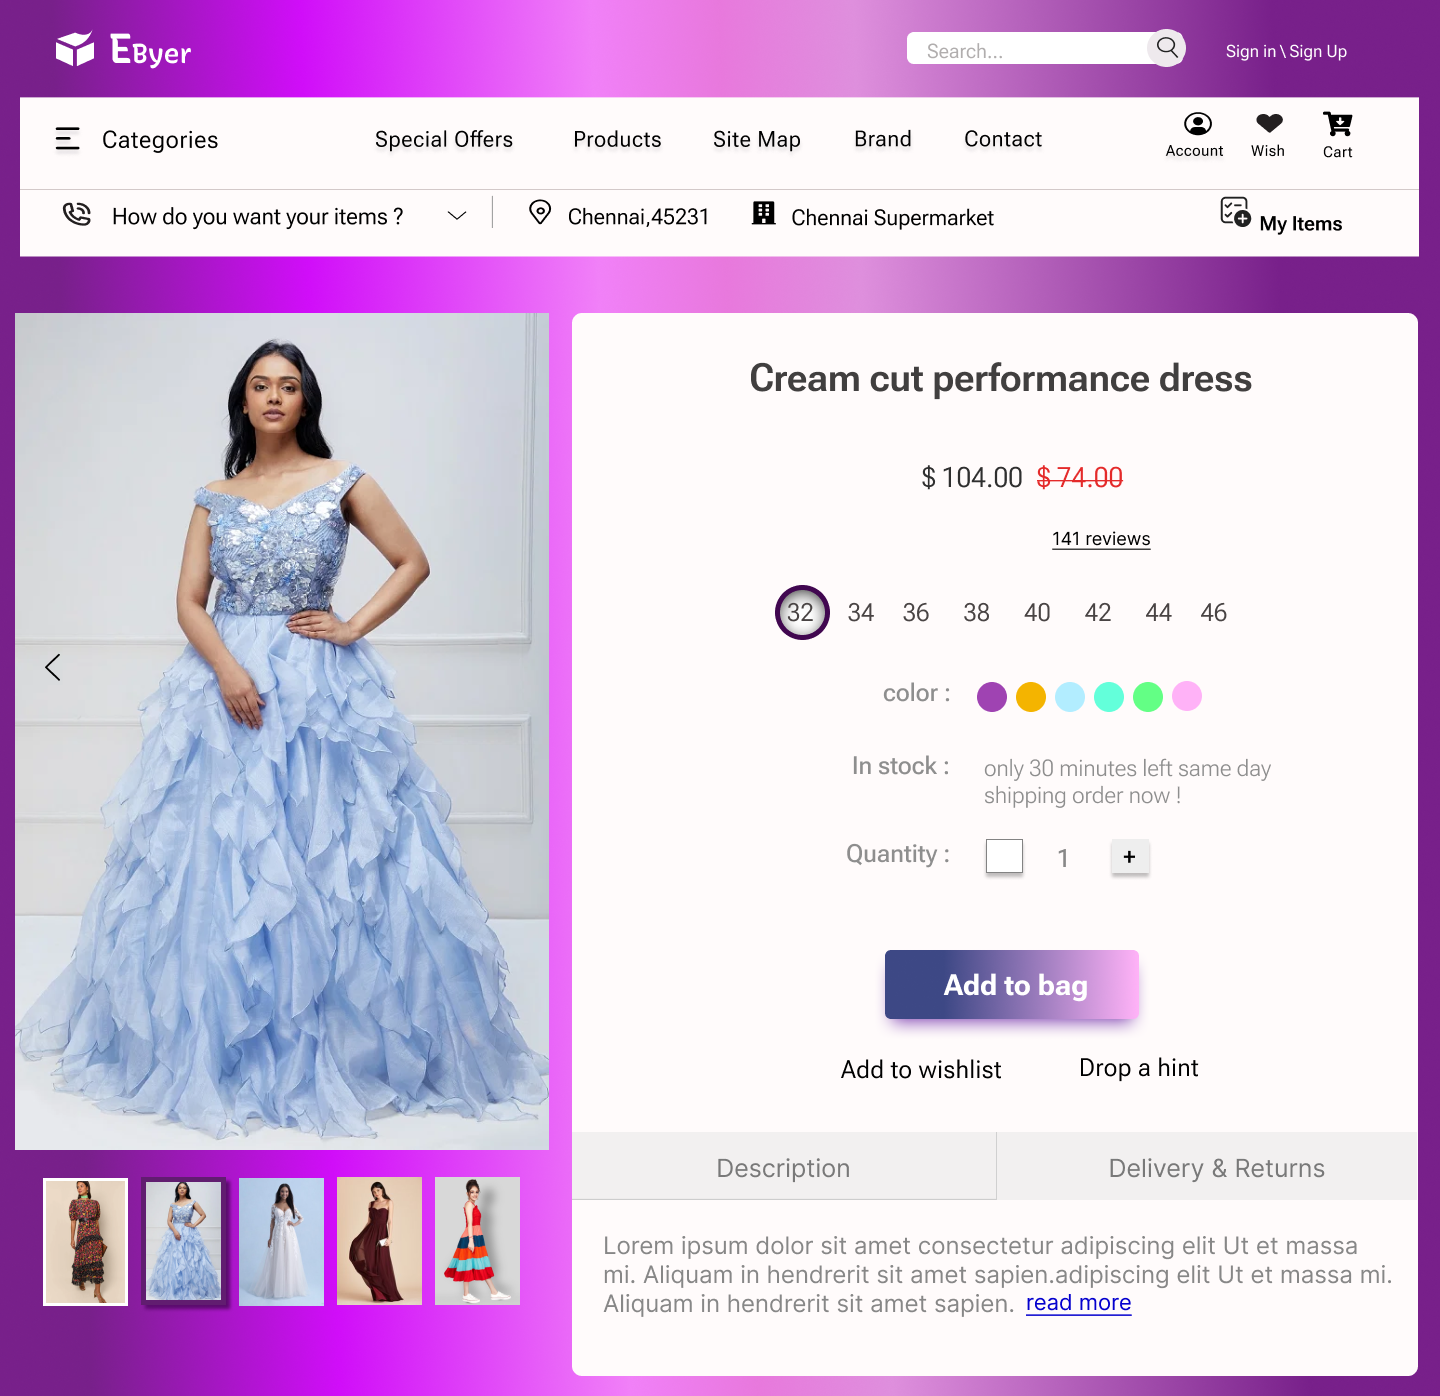 EByer
Search...
Sign in \ Sign Up
Categories
Special Offers
Products
Site Map
Brand
Contact
Account
Wish
Cart
How do you want your items ?
Chennai,45231
Chennai Supermarket
My Items
Cream cut performance dress
$ 104.00 $ 74.00
141 reviews
32 34 36 38 40 42 44 46
color :
In stock :
only 30 minutes left same day
shipping order now !
Quantity :
1
+
Add to bag
Add to wishlist
Drop a hint
Description
Delivery & Returns
Lorem ipsum dolor sit amet consectetur adipiscing elit Ut et massa
mi. Aliquam in hendrerit sit amet sapien.adipiscing elit Ut et massa mi.
Aliquam in hendrerit sit amet sapien. read more